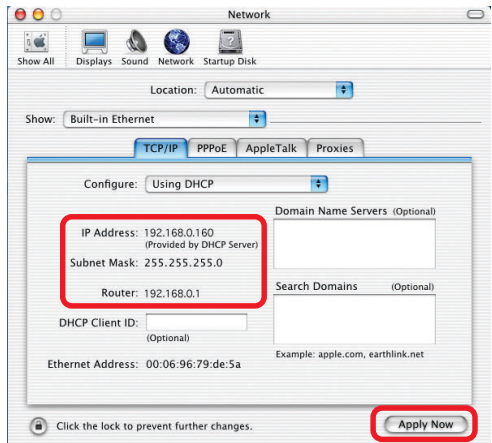 Network
Show All Displays Sound Network Startup Disk
Location: Automatic
Show: Built-in Ethernet
TCP/IP PPPoE AppleTalk Proxies
Configure: Using DHCP
Domain Name Servers (Optional)
IP Address: 192.168.0.160
(Provided by DHCP Server)
Subnet Mask: 255.255.255.0
Router: 192.168.0.1
Search Domains (Optional)
DHCP Client ID:
(Optional)
Example: apple.com, earthlink.net
Ethernet Address: 00:06:96:79:de:5a
Click the lock to prevent further changes.
Apply Now